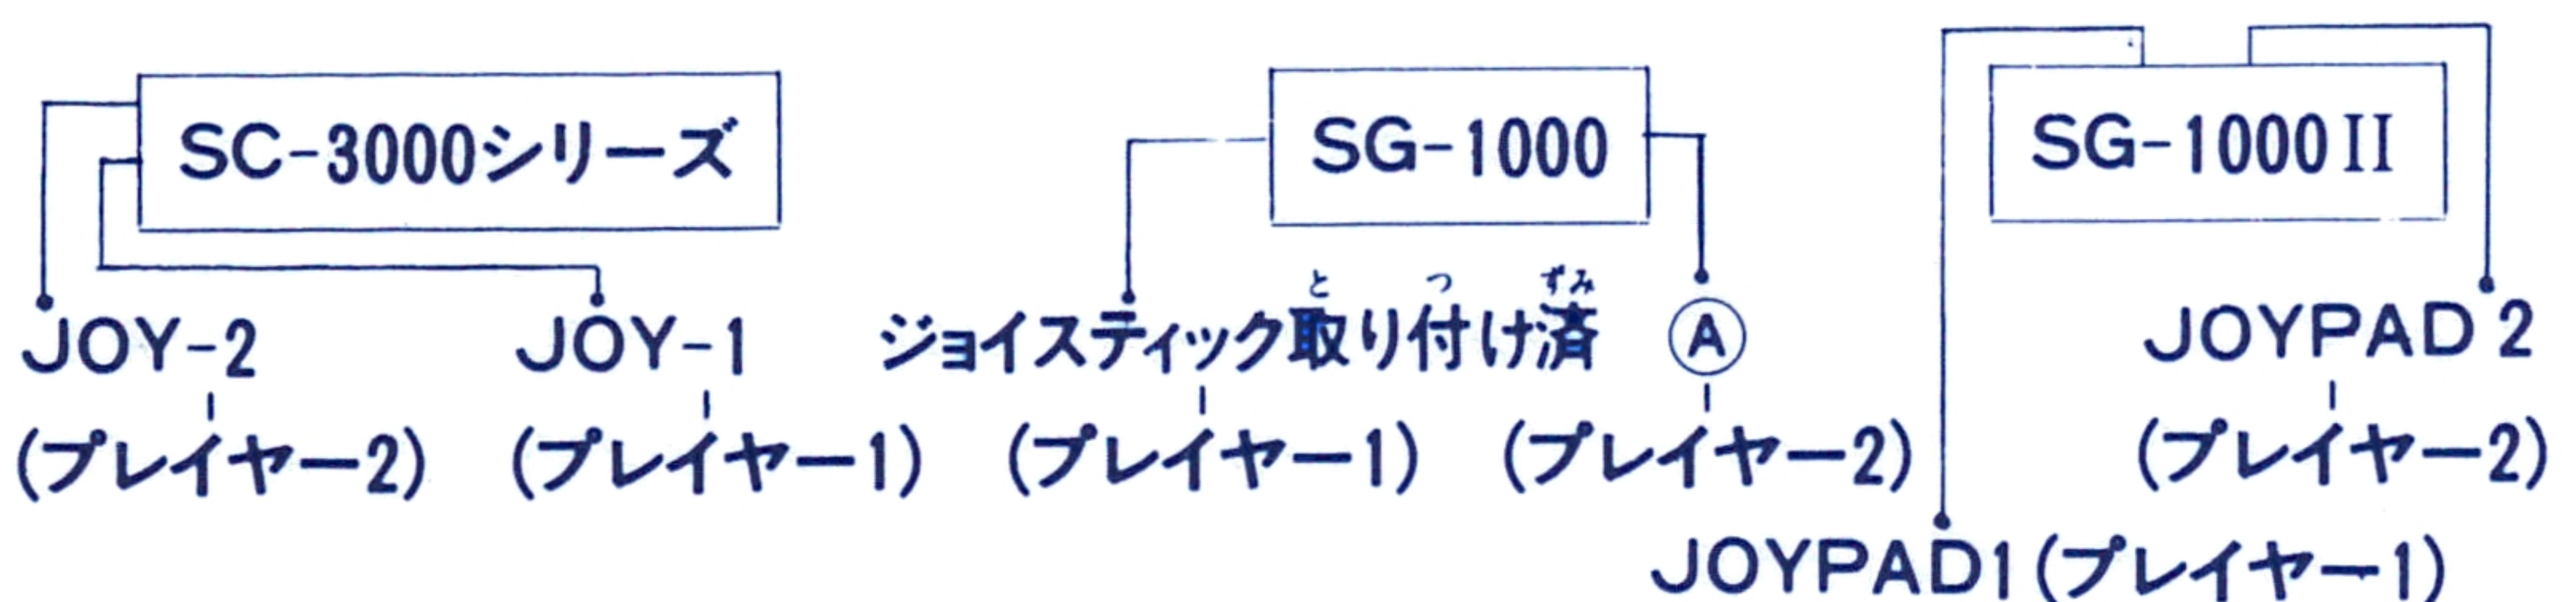 SC-3000シリーズ
JOY-2
JOY-1
(プレイヤー2)
(プレイヤー1)
SG-1000
と つ ずみ
ジョイスティック取り付け済
Ⓐ
(プレイヤー1)
(プレイヤー2)
SG-1000II
JOYPAD 2
(プレイヤー2)
JOYPAD1(プレイヤー1)